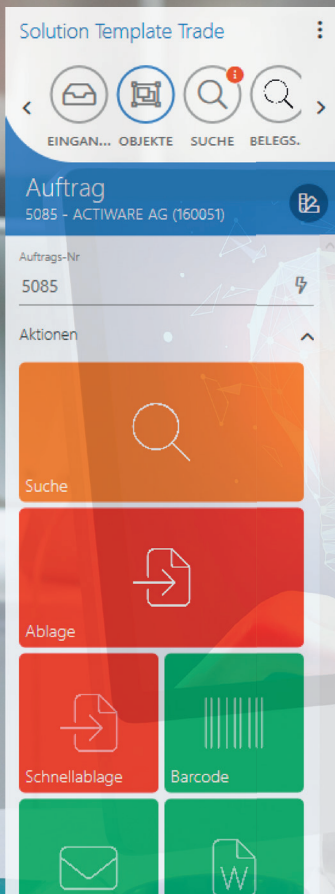 Solution Template Trade
EINGAN... OBJEKTE SUCHE BELEGS.
Auftrag
5085 - ACTIWARE AG (160051)
Auftrags-Nr
5085
Aktionen
Suche
Ablage
Schnellablage Barcode
W